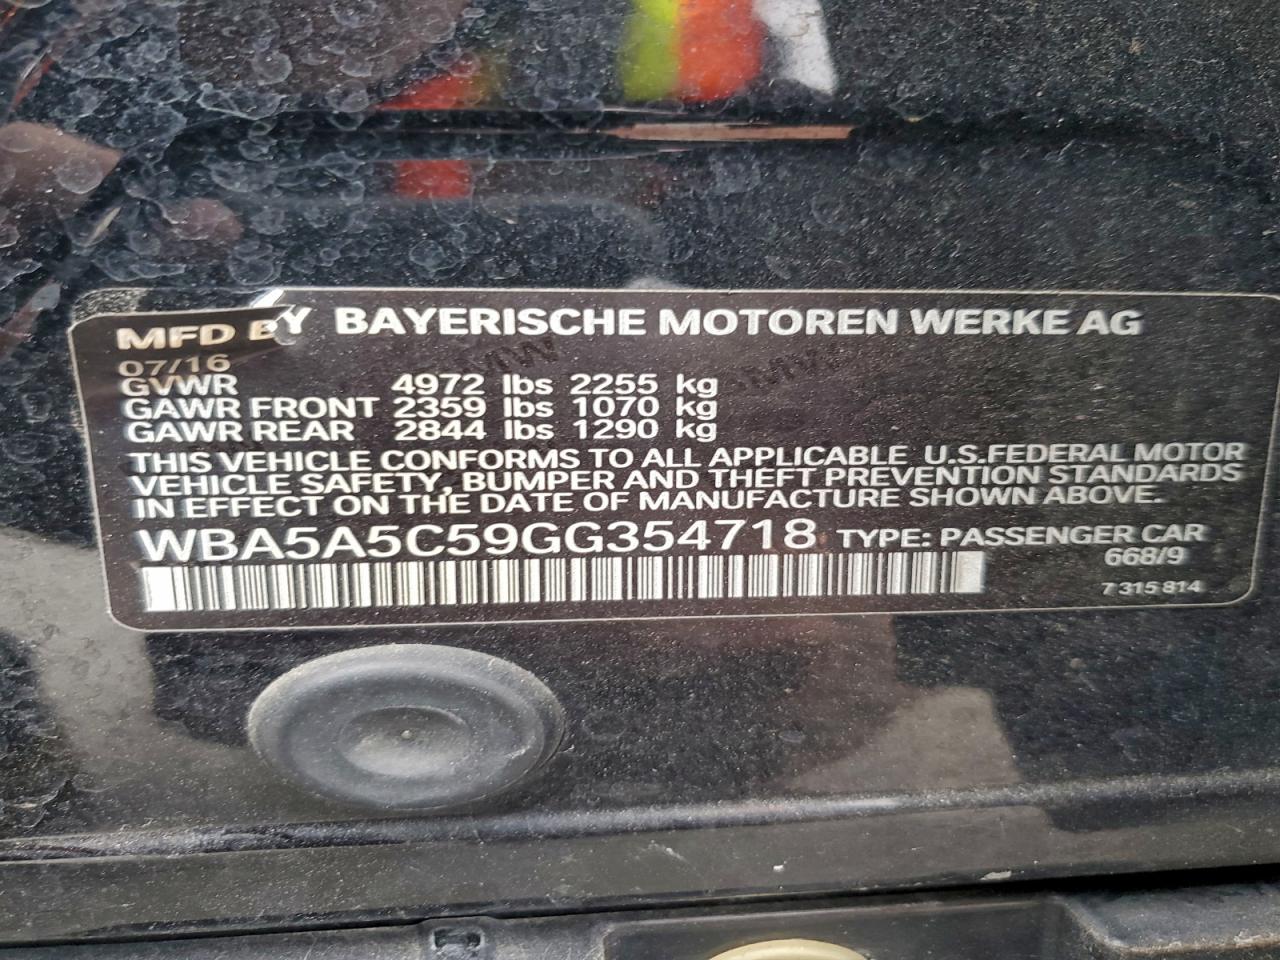 MFD BY BAYERISCHE MOTOREN WERKE AG
07/16
GVWR 4972 lbs 2255 kg
GAWR FRONT 2359 lbs 1070 kg
GAWR REAR 2844 lbs 1290 kg
THIS VEHICLE CONFORMS TO ALL APPLICABLE U.S.FEDERAL MOTOR
VEHICLE SAFETY, BUMPER AND THEFT PREVENTION STANDARDS
IN EFFECT ON THE DATE OF MANUFACTURE SHOWN ABOVE.
WBA5A5C59GG354718 TYPE: PASSENGER CAR
668/9
7 315 814